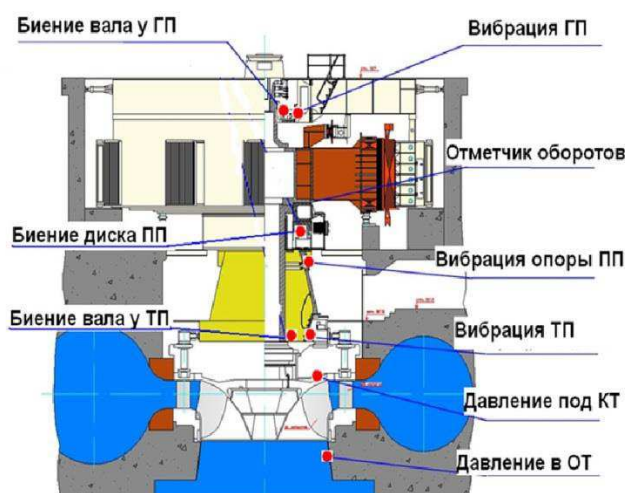 Биение вала у ГП
Вибрация ГП
Отметчик оборотов
Биение диска ПП
Вибрация опоры ПП
Биение вала у ТП
Вибрация ТП
Давление под КТ
Давление в ОТ